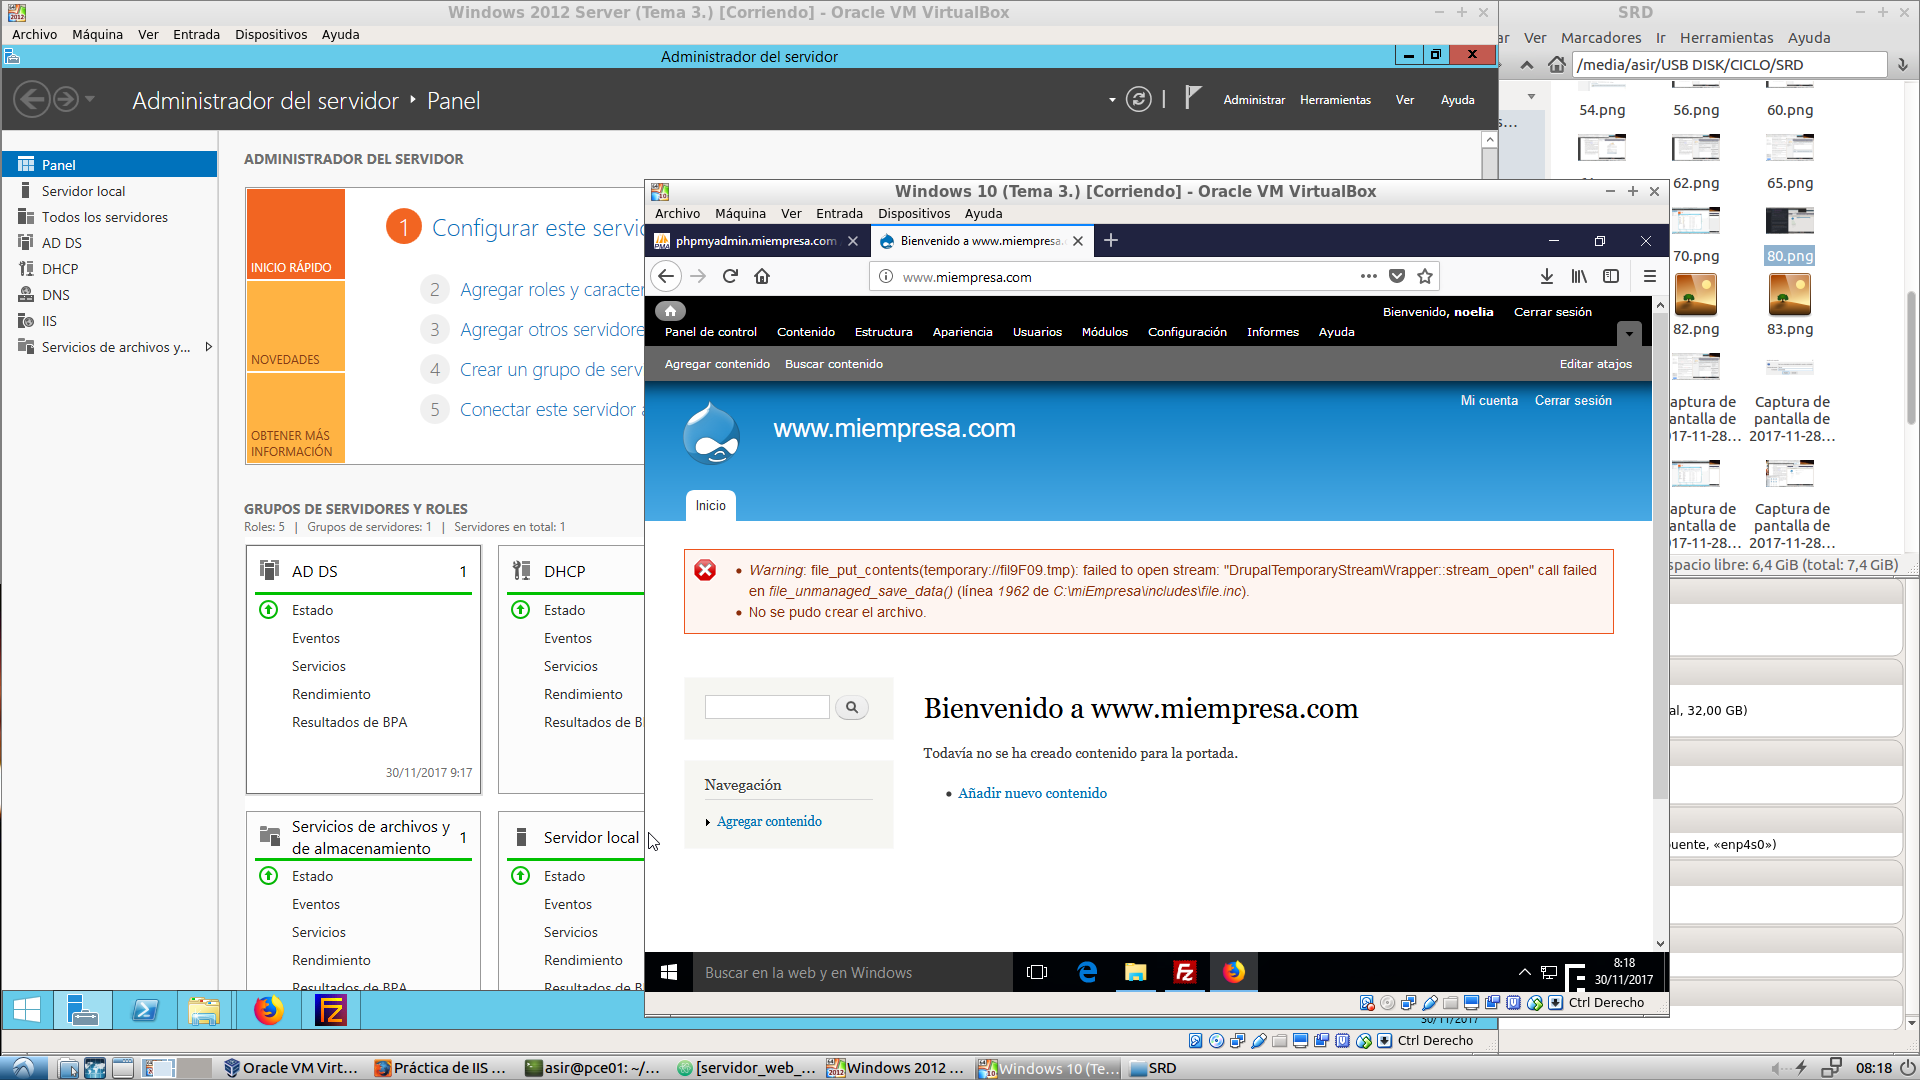 Windows 2012 Server (Tema 3.) [Corriendo] - Oracle VM VirtualBox
Archivo Máquina Ver Entrada Dispositivos Ayuda
Administrador del servidor
Administrador del servidor Panel
Administrar Herramientas Ver Ayuda
Panel
Servidor local
Todos los servidores
AD DS
DHCP
DNS
IIS
Servicios de archivos y...
ADMINISTRADOR DEL SERVIDOR
INICIO RÁPIDO
NOVEDADES
OBTENER MÁS
INFORMACIÓN
1 Configurar este servic
2 Agregar roles y caracter
3 Agregar otros servidore
4 Crear un grupo de serv
5 Conectar este servidor a
GRUPOS DE SERVIDORES Y ROLES
Roles: 5 | Grupos de servidores: 1 | Servidores en total: 1
AD DS 1
Estado
Eventos
Servicios
Rendimiento
Resultados de BPA
30/11/2017 9:17
DHCP
Estado
Eventos
Servicios
Rendimiento
Resultados de B
Servicios de archivos y
de almacenamiento 1
Estado
Eventos
Servicios
Rendimiento
Resultados de BPA
Servidor local
Estado
Eventos
Servicios
Rendimiento
Resultados de B
30/11/2017
Ctrl Derecho
Windows 10 (Tema 3.) [Corriendo] - Oracle VM VirtualBox
Archivo Máquina Ver Entrada Dispositivos Ayuda
phpmyadmin.miempresa.com
Bienvenido a www.miempresa.
www.miempresa.com
Bienvenido, noelia Cerrar sesión
Panel de control Contenido Estructura Apariencia Usuarios Módulos Configuración Informes Ayuda
Agregar contenido Buscar contenido Editar atajos
Mi cuenta Cerrar sesión
www.miempresa.com
Inicio
Warning: file_put_contents(temporary://fil9F09.tmp): failed to open stream: "DrupalTemporaryStreamWrapper::stream_open" call failed
en file_unmanaged_save_data() (línea 1962 de C:\miEmpresa\includes\file.inc).
No se pudo crear el archivo.
Bienvenido a www.miempresa.com
Todavía no se ha creado contenido para la portada.
Añadir nuevo contenido
Navegación
Agregar contenido
Buscar en la web y en Windows
8:18
30/11/2017
Ctrl Derecho
SRD
ar Ver Marcadores Ir Herramientas Ayuda
/media/asir/USB DISK/CICLO/SRD
s...
54.png 56.png 60.png
62.png 65.png
70.png 80.png
82.png 83.png
aptura de
antalla de
017-11-28...
Captura de
pantalla de
2017-11-28...
aptura de
antalla de
017-11-28...
Captura de
pantalla de
2017-11-28...
spacio libre: 6,4 GiB (total: 7,4 GiB)
al, 32,00 GB)
uente, «enp4s0»)
Oracle VM Virt...
Práctica de IIS ...
asir@pce01: ~/...
[servidor_web_...
Windows 2012 ...
Windows 10 (Te...
SRD
08:18